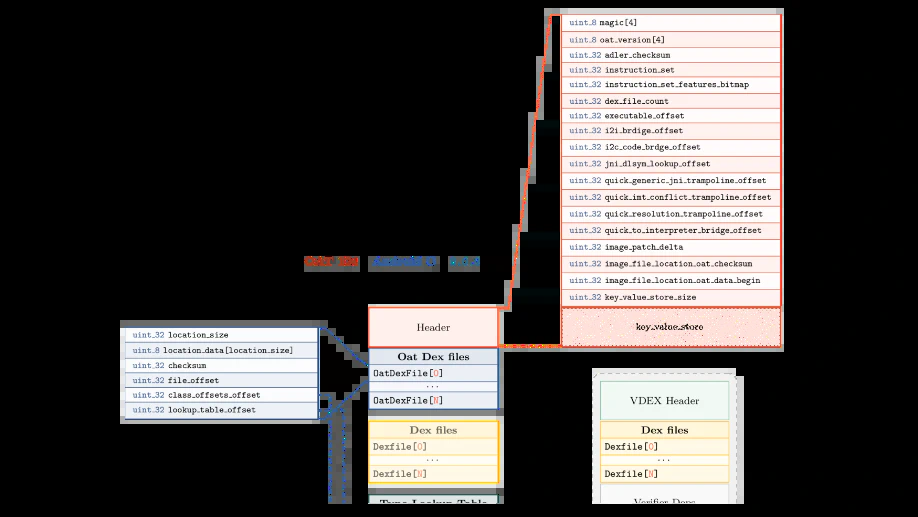 uint_8 magic[4]
uint_8 oat_version[4]
uint_32 adler_checksum
uint_32 instruction_set
uint_32 instruction_set_features_bitmap
uint_32 dex_file_count
uint_32 executable_offset
uint_32 i2i_brdige_offset
uint_32 i2c_code_brdge_offset
uint_32 jni_dlsym_lookup_offset
uint_32 quick_generic_jni_trampoline_offset
uint_32 quick_imt_conflict_trampoline_offset
uint_32 quick_resolution_trampoline_offset
uint_32 quick_to_interpreter_bridge_offset
uint_32 image_patch_delta
uint_32 image_file_location_oat_checksum
uint_32 image_file_location_oat_data_begin
uint_32 key_value_store_size
key_value_store
Header
Oat Dex files
OatDexFile[0]
...
OatDexFile[N]
Dex files
Dexfile[0]
...
Dexfile[N]
Type Lookup Table
uint_32 location_size
uint_8 location_data[location_size]
uint_32 checksum
uint_32 file_offset
uint_32 class_offsets_offset
uint_32 lookup_table_offset
VDEX Header
Dex files
Dexfile[0]
...
Dexfile[N]
Verifier Deps